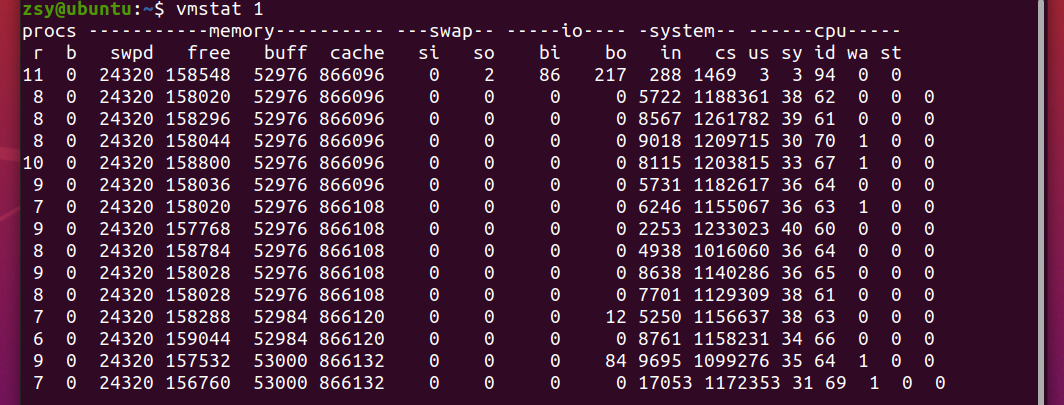 zsy@ubuntu:~$ vmstat 1
procs -----------memory---------- ---swap-- -----io---- -system-- ------cpu-----
 r  b   swpd   free   buff  cache   si   so    bi    bo   in   cs us sy id wa st
11  0  24320 158548  52976 866096    0    2    86   217  288 1469  3  3 94  0  0
 8  0  24320 158020  52976 866096    0    0     0     0 5722 1188361 38 62  0  0  0
 8  0  24320 158296  52976 866096    0    0     0     0 8567 1261782 39 61  0  0  0
 8  0  24320 158044  52976 866096    0    0     0     0 9018 1209715 30 70  1  0  0
10  0  24320 158800  52976 866096    0    0     0     0 8115 1203815 33 67  1  0  0
 9  0  24320 158036  52976 866096    0    0     0     0 5731 1182617 36 64  0  0  0
 7  0  24320 158020  52976 866108    0    0     0     0 6246 1155067 36 63  1  0  0
 9  0  24320 157768  52976 866108    0    0     0     0 2253 1233023 40 60  0  0  0
 8  0  24320 158784  52976 866108    0    0     0     0 4938 1016060 36 64  0  0  0
 9  0  24320 158028  52976 866108    0    0     0     0 8638 1140286 36 65  0  0  0
 8  0  24320 158028  52976 866108    0    0     0     0 7701 1129309 38 61  0  0  0
 7  0  24320 158288  52984 866120    0    0     0    12 5250 1156637 38 63  0  0  0
 6  0  24320 159044  52984 866120    0    0     0     0 8761 1158231 34 66  0  0  0
 9  0  24320 157532  53000 866132    0    0     0    84 9695 1099276 35 64  1  0  0
 7  0  24320 156760  53000 866132    0    0     0     0 17053 1172353 31 69  1  0  0